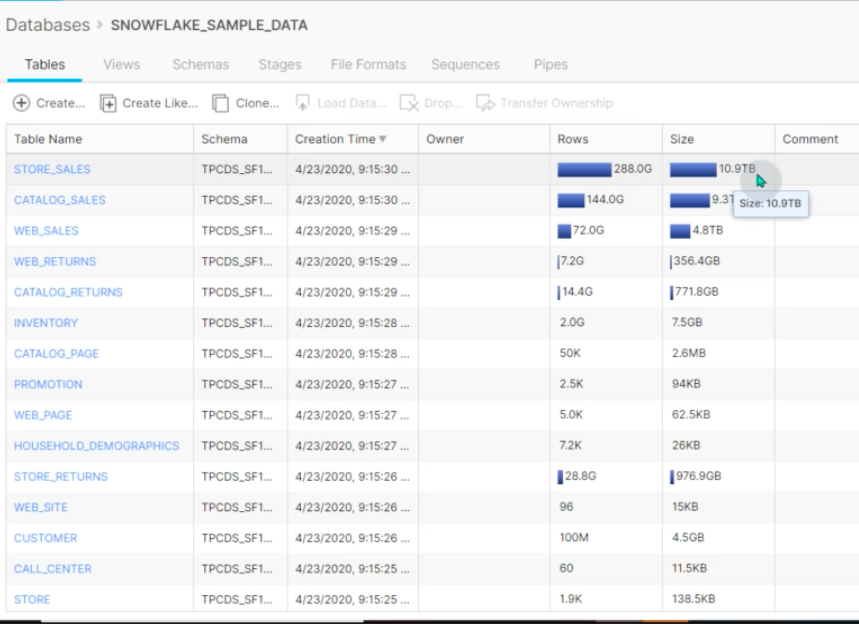 Databases > SNOWFLAKE_SAMPLE_DATA
Tables Views Schemas Stages File Formats Sequences Pipes
Create... Create Like... Clone... Load Data... Drop... Transfer Ownership
Table Name Schema Creation Time Owner Rows Size Comment
STORE_SALES TPCDS_SF1... 4/23/2020, 9:15:30 ... 288.0G 10.9TB
CATALOG_SALES TPCDS_SF1... 4/23/2020, 9:15:30 ... 144.0G 9.3T
Size: 10.9TB
WEB_SALES TPCDS_SF1... 4/23/2020, 9:15:29 ... 72.0G 4.8TB
WEB_RETURNS TPCDS_SF1... 4/23/2020, 9:15:29 ... 7.2G 356.4GB
CATALOG_RETURNS TPCDS_SF1... 4/23/2020, 9:15:29 ... 14.4G 771.8GB
INVENTORY TPCDS_SF1... 4/23/2020, 9:15:28 ... 2.0G 7.5GB
CATALOG_PAGE TPCDS_SF1... 4/23/2020, 9:15:28 ... 50K 2.6MB
PROMOTION TPCDS_SF1... 4/23/2020, 9:15:27 ... 2.5K 94KB
WEB_PAGE TPCDS_SF1... 4/23/2020, 9:15:27 ... 5.0K 62.5KB
HOUSEHOLD_DEMOGRAPHICS TPCDS_SF1... 4/23/2020, 9:15:27 ... 7.2K 26KB
STORE_RETURNS TPCDS_SF1... 4/23/2020, 9:15:26 ... 28.8G 976.9GB
WEB_SITE TPCDS_SF1... 4/23/2020, 9:15:26 ... 96 15KB
CUSTOMER TPCDS_SF1... 4/23/2020, 9:15:26 ... 100M 4.5GB
CALL_CENTER TPCDS_SF1... 4/23/2020, 9:15:25 ... 60 11.5KB
STORE TPCDS_SF1... 4/23/2020, 9:15:25 ... 1.9K 138.5KB